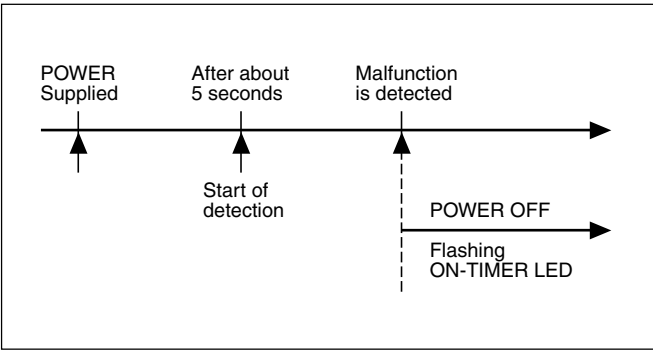 POWER
Supplied
After about
5 seconds
Malfunction
is detected
Start of
detection
POWER OFF
Flashing
ON-TIMER LED